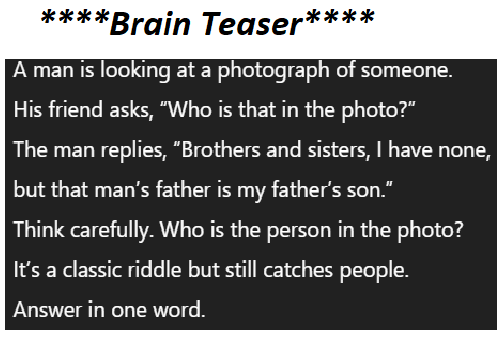 ****Brain Teaser****
A man is looking at a photograph of someone.
His friend asks, "Who is that in the photo?"
The man replies, "Brothers and sisters, I have none,
but that man's father is my father's son."
Think carefully. Who is the person in the photo?
It's a classic riddle but still catches people.
Answer in one word.